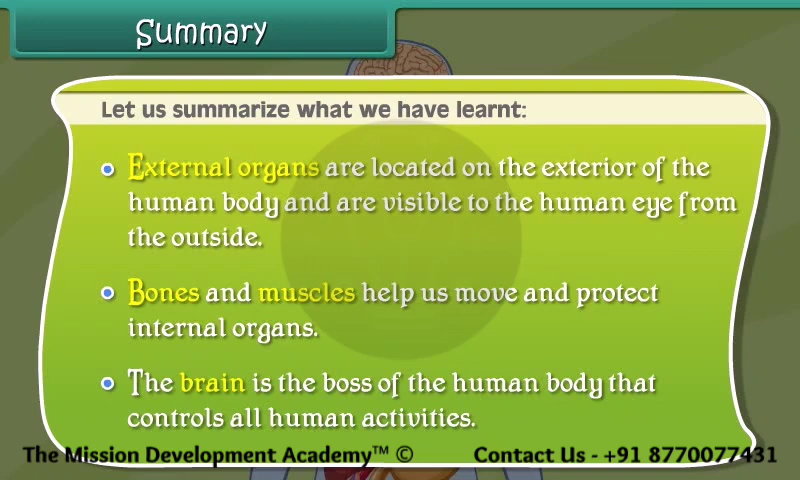 Summary
Let us summarize what we have learnt:
External organs are located on the exterior of the
human body and are visible to the human eye from
the outside.
Bones and muscles help us move and protect
internal organs.
The brain is the boss of the human body that
controls all human activities.
The Mission Development Academy™ © Contact Us - +91 8770077431